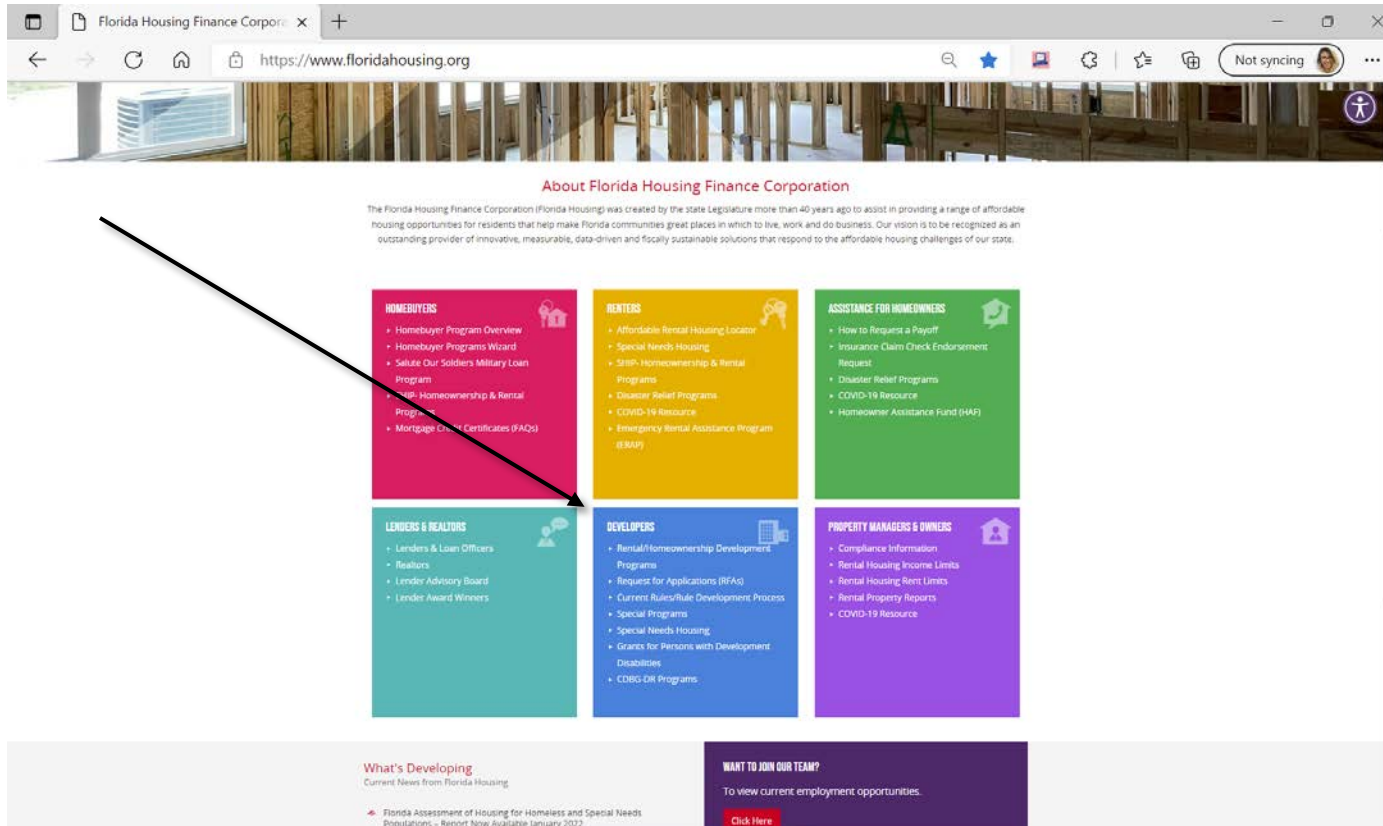 Florida Housing Finance Corpora
https://www.floridahousing.org
Not syncing
About Florida Housing Finance Corporation
The Florida Housing Finance Corporation (Florida Housing) was created by the state Legislature more than 40 years ago to assist in providing a range of affordable
housing opportunities for residents that help make Florida communities great places in which to live, work and do business. Our vision is to be recognized as an
outstanding provider of innovative, measurable, data-driven and fiscally sustainable solutions that respond to the affordable housing challenges of our state.
HOMEBUYERS
Homebuyer Program Overview
Homebuyer Programs Wizard
Salute Our Soldiers Military Loan
Program
SHIP- Homeownership & Rental
Programs
Mortgage Credit Certificates (FAQs)
RENTERS
Affordable Rental Housing Locator
Special Needs Housing
SHIP- Homeownership & Rental
Programs
Disaster Relief Programs
COVID-19 Resource
Emergency Rental Assistance Program
(ERAP)
ASSISTANCE FOR HOMEOWNERS
How to Request a Payoff
Insurance Claim Check Endorsement
Request
Disaster Relief Programs
COVID-19 Resource
Homeowner Assistance Fund (HAF)
LENDERS & REALTORS
Lenders & Loan Officers
Realtors
Lender Advisory Board
Lender Award Winners
DEVELOPERS
Rental/Homeownership Development
Programs
Request for Applications (RFAs)
Current Rules/Rule Development Process
Special Programs
Special Needs Housing
Grants for Persons with Development
Disabilities
CDBG-DR Programs
PROPERTY MANAGERS & OWNERS
Compliance Information
Rental Housing Income Limits
Rental Housing Rent Limits
Rental Property Reports
COVID-19 Resource
What's Developing
Current News from Florida Housing
Florida Assessment of Housing for Homeless and Special Needs
Populations – Report Now Available January 2022
WANT TO JOIN OUR TEAM?
To view current employment opportunities.
Click Here